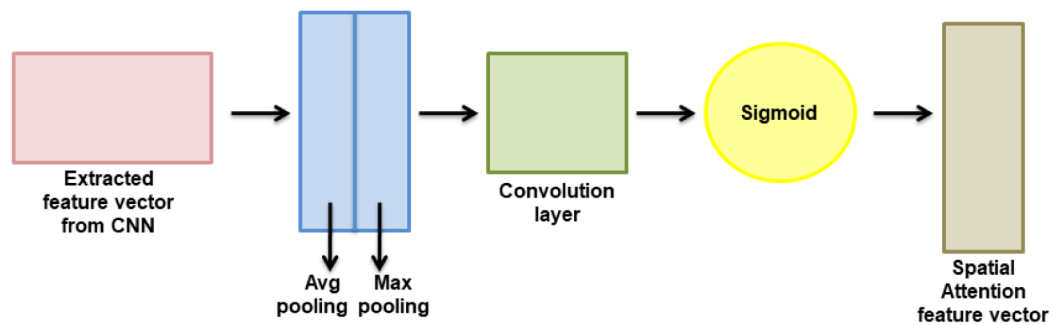 Extracted
feature vector
from CNN
Avg
pooling
Max
pooling
Convolution
layer
Sigmoid
Spatial
Attention
feature vector